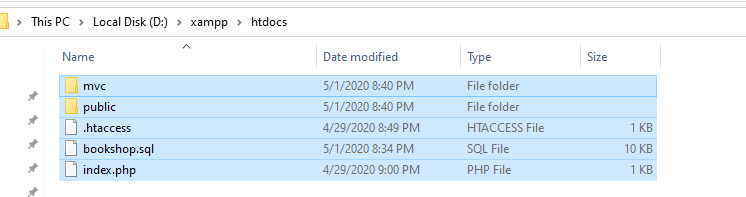 This PC > Local Disk (D:) > xampp > htdocs
Name Date modified Type Size
mvc 5/1/2020 8:40 PM File folder
public 5/1/2020 8:40 PM File folder
.htaccess 4/29/2020 8:49 PM HTACCESS File 1 KB
bookshop.sql 5/1/2020 8:34 PM SQL File 10 KB
index.php 4/29/2020 9:00 PM PHP File 1 KB